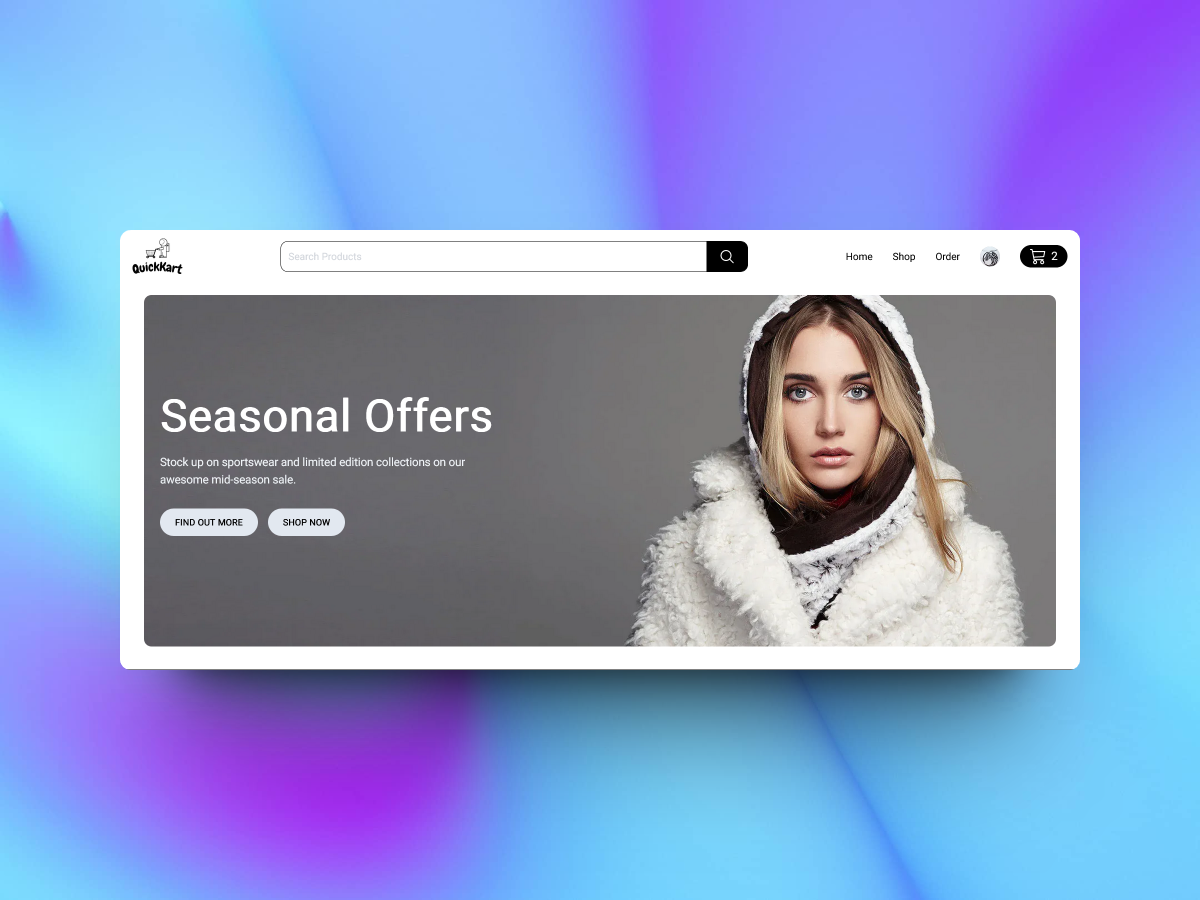 QuickKart
Search Products
Home
Shop
Order
2
Seasonal Offers
Stock up on sportswear and limited edition collections on our
awesome mid-season sale.
FIND OUT MORE
SHOP NOW